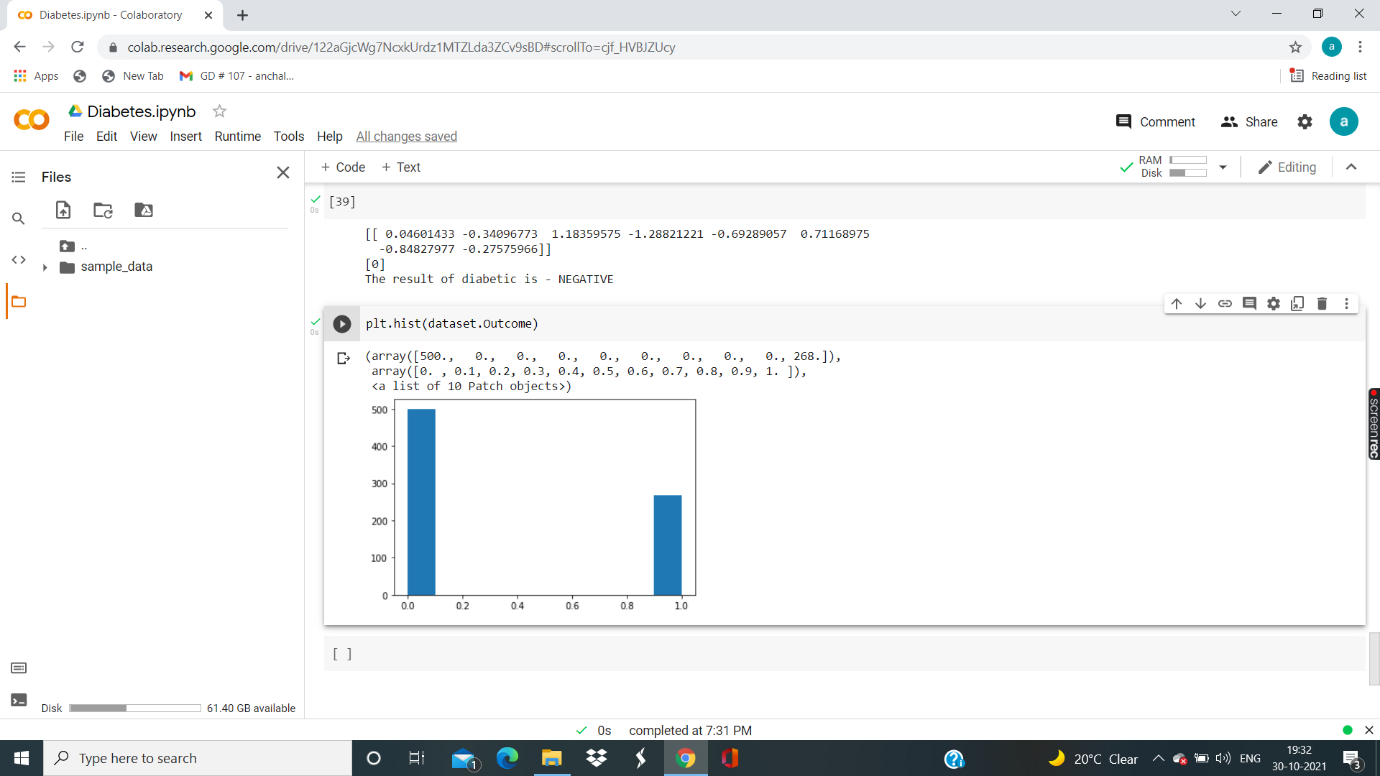 Diabetes.ipynb - Colaboratory
colab.research.google.com/drive/122aGjcWg7NcxkUrdz1MTZLda3ZCv9sBD#scrollTo=cjf_HVBJZUcy
a
Apps
New Tab
GD # 107 - anchal...
Reading list
Diabetes.ipynb
File Edit View Insert Runtime Tools Help All changes saved
Comment
Share
a
Files
+ Code + Text
RAM
Disk
Editing
..
sample_data
0s
[39]
[[ 0.04601433 -0.34096773  1.18359575 -1.28821221 -0.69289057  0.71168975
-0.84827977 -0.27575966]]
[0]
The result of diabetic is - NEGATIVE
0s
plt.hist(dataset.Outcome)
(array([500.,   0.,   0.,   0.,   0.,   0.,   0.,   0.,   0., 268.]),
array([0. , 0.1, 0.2, 0.3, 0.4, 0.5, 0.6, 0.7, 0.8, 0.9, 1. ]),
<a list of 10 Patch objects>)
500
400
300
200
100
0
0.0 0.2 0.4 0.6 0.8 1.0
[ ]
screenrec
Disk 61.40 GB available
0s completed at 7:31 PM
Type here to search
1
20°C Clear
ENG
19:32
30-10-2021
3